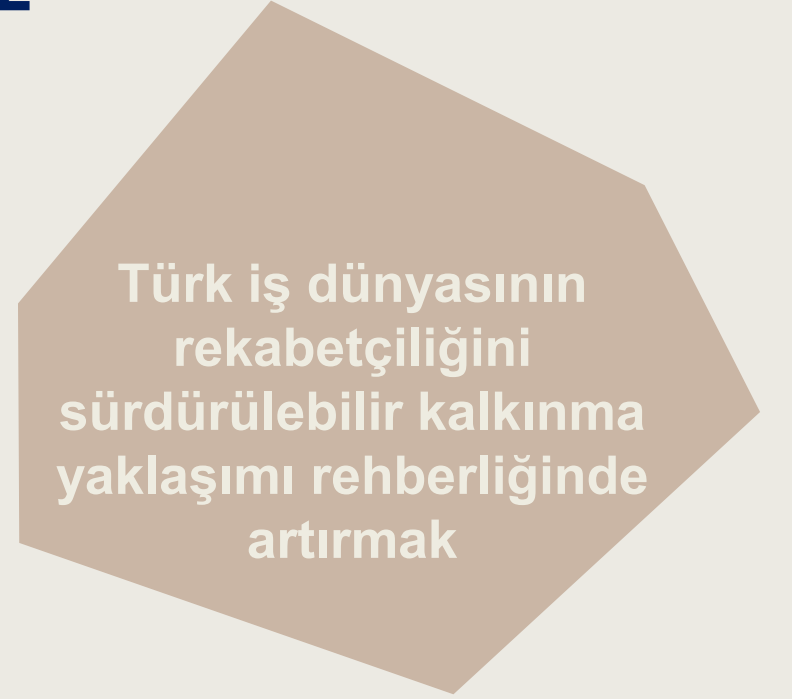 Türk iş dünyasının
rekabetçiliğini
sürdürülebilir kalkınma
yaklaşımı rehberliğinde
artırmak